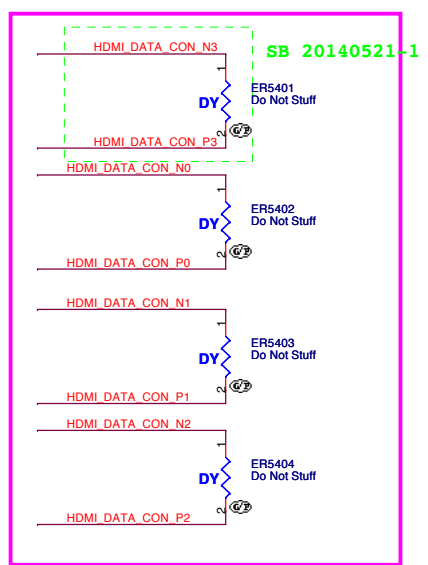 HDMI_DATA_CON_N3
SB 20140521-1
1
ER5401
DY
Do Not Stuff
2
G/P
HDMI_DATA_CON_P3
HDMI_DATA_CON_N0
1
ER5402
DY
Do Not Stuff
2
G/P
HDMI_DATA_CON_P0
HDMI_DATA_CON_N1
1
ER5403
DY
Do Not Stuff
2
G/P
HDMI_DATA_CON_P1
HDMI_DATA_CON_N2
1
ER5404
DY
Do Not Stuff
2
G/P
HDMI_DATA_CON_P2